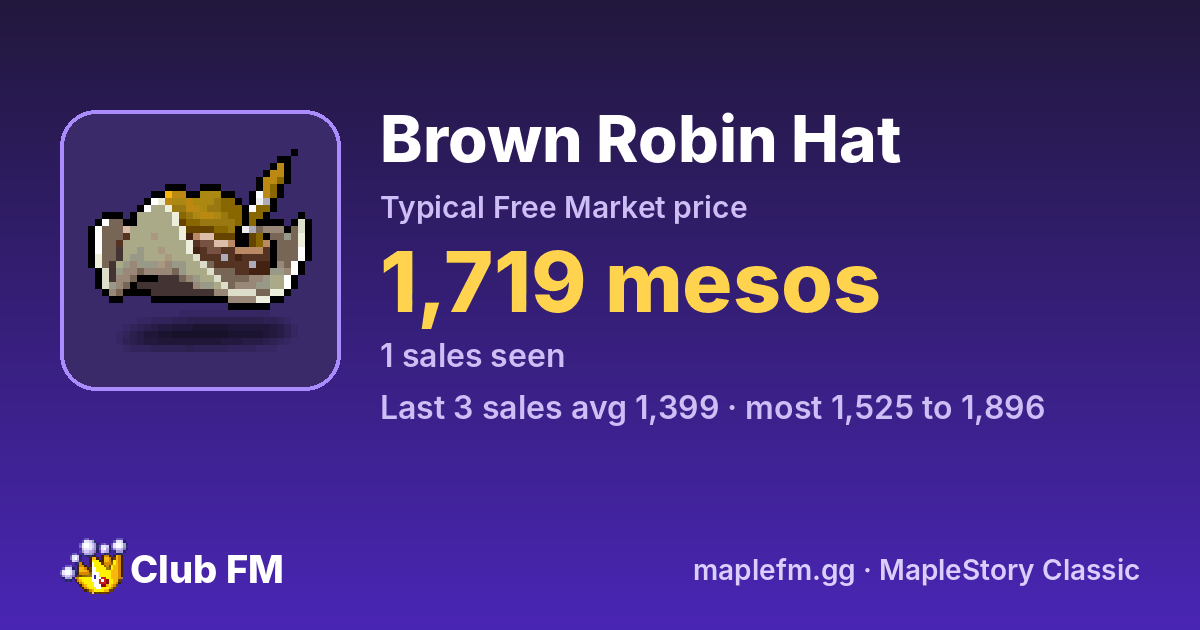 Brown Robin Hat
Typical Free Market price
1,719 mesos
1 sales seen
Last 3 sales avg 1,399 · most 1,525 to 1,896
Club FM
maplefm.gg · MapleStory Classic